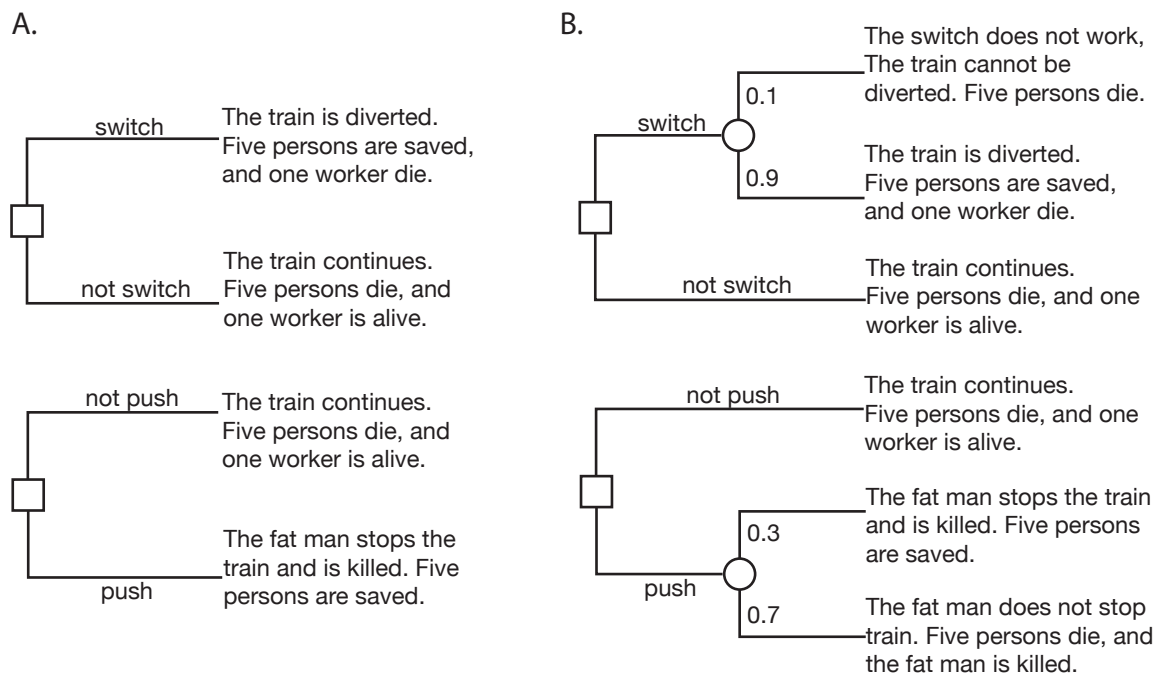 A.
switch
The train is diverted.
Five persons are saved,
and one worker die.
not switch
The train continues.
Five persons die, and
one worker is alive.
not push
The train continues.
Five persons die, and
one worker is alive.
push
The fat man stops the
train and is killed. Five
persons are saved.
B.
switch
0.1
The switch does not work,
The train cannot be
diverted. Five persons die.
0.9
The train is diverted.
Five persons are saved,
and one worker die.
not switch
The train continues.
Five persons die, and one
worker is alive.
not push
The train continues.
Five persons die, and one
worker is alive.
push
0.3
The fat man stops the train
and is killed. Five persons
are saved.
0.7
The fat man does not stop
train. Five persons die, and
the fat man is killed.